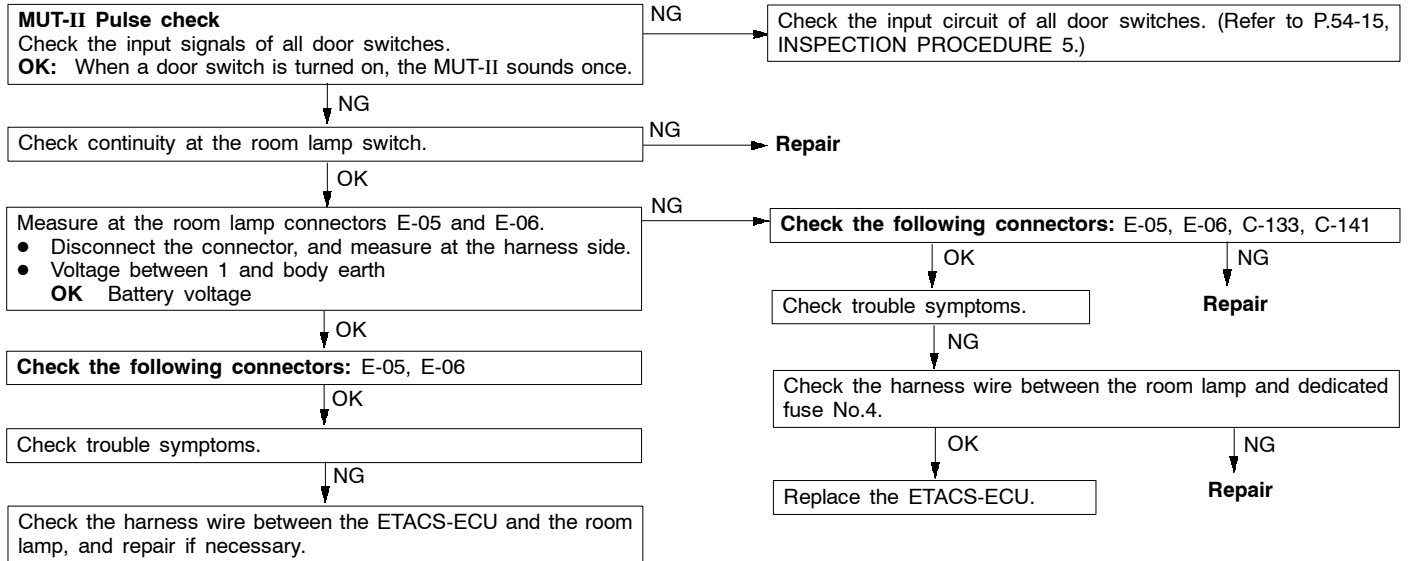 MUT-II Pulse check
Check the input signals of all door switches.
OK: When a door switch is turned on, the MUT-II sounds once.
NG
Check the input circuit of all door switches. (Refer to P.54-15,
INSPECTION PROCEDURE 5.)
NG
Check continuity at the room lamp switch.
NG
Repair
OK
Measure at the room lamp connectors E-05 and E-06.
● Disconnect the connector, and measure at the harness side.
● Voltage between 1 and body earth
OK Battery voltage
NG
Check the following connectors: E-05, E-06, C-133, C-141
OK
NG
Check trouble symptoms.
Repair
NG
Check the harness wire between the room lamp and dedicated
fuse No.4.
OK
NG
Replace the ETACS-ECU.
Repair
OK
Check the following connectors: E-05, E-06
OK
Check trouble symptoms.
NG
Check the harness wire between the ETACS-ECU and the room
lamp, and repair if necessary.